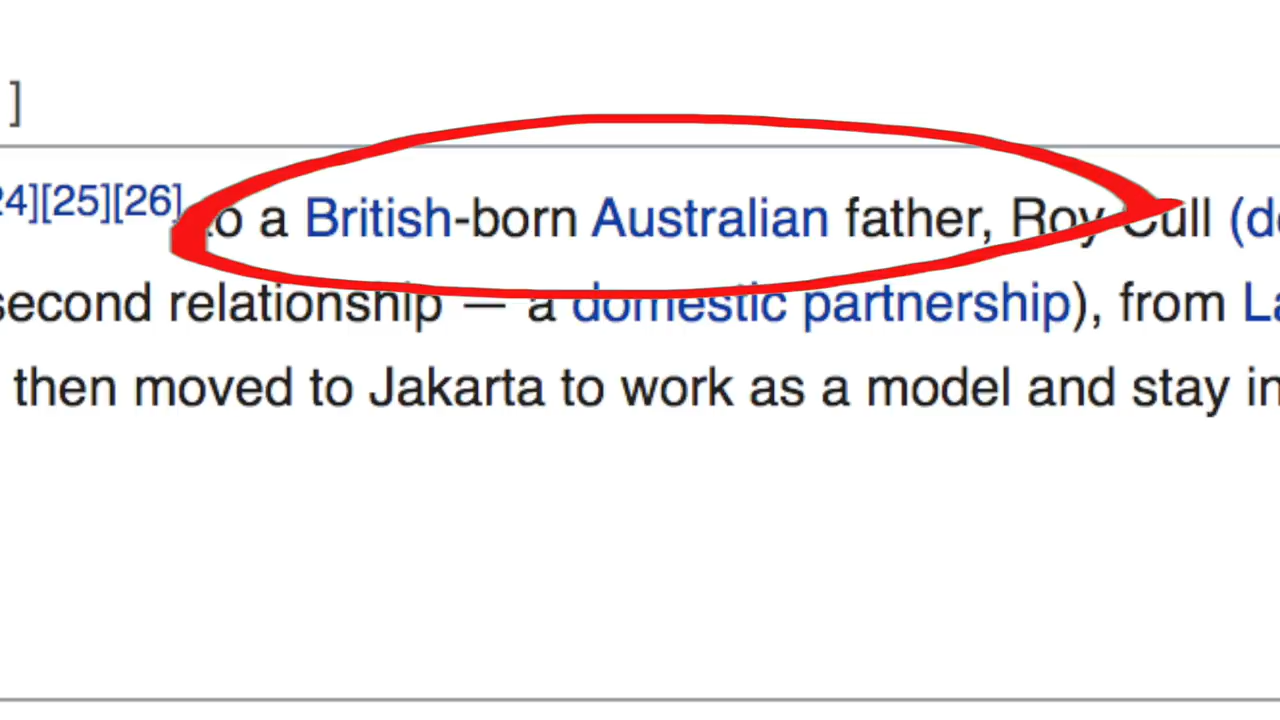 ]
24][25][26] to a British-born Australian father, Roy Cull (de
second relationship — a domestic partnership), from La
then moved to Jakarta to work as a model and stay in